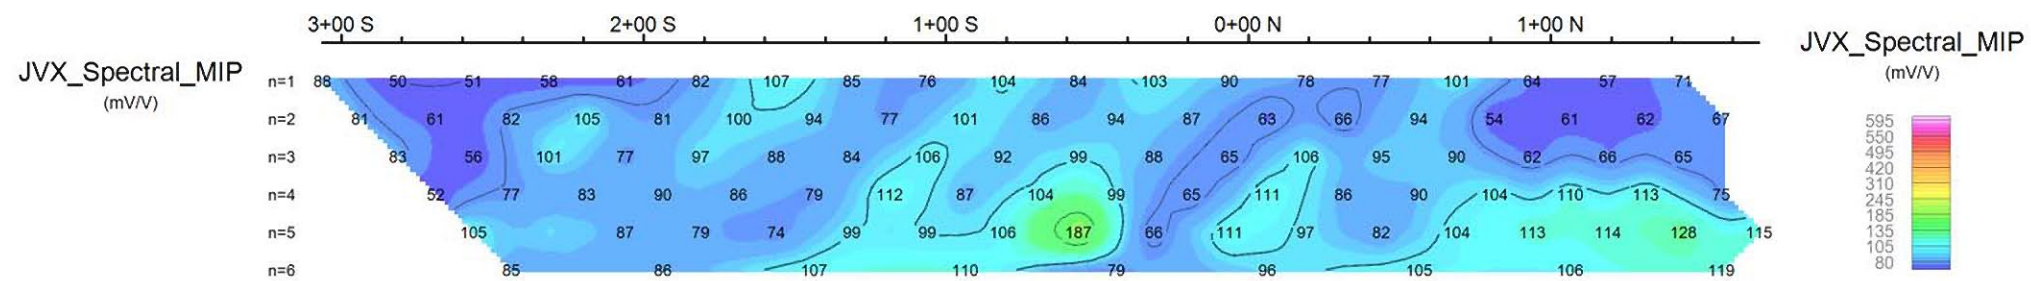 3+00 S 2+00 S 1+00 S 0+00 N 1+00 N
JVX_Spectral_MIP
(mV/V)
n=1 88 50 51 58 61 82 107 85 76 104 84 103 90 78 77 101 64 57 71
n=2 81 61 82 105 81 100 94 77 101 86 94 87 63 66 94 54 61 62 67
n=3 83 56 101 77 97 88 84 106 92 99 88 65 106 95 90 62 66 65
n=4 52 77 83 90 86 79 112 87 104 99 65 111 86 90 104 110 113 75
n=5 105 87 79 74 99 99 106 187 66 111 97 82 104 113 114 128 115
n=6 85 86 107 110 79 96 105 106 119
JVX_Spectral_MIP
(mV/V)
595
550
495
420
310
245
185
135
105
80